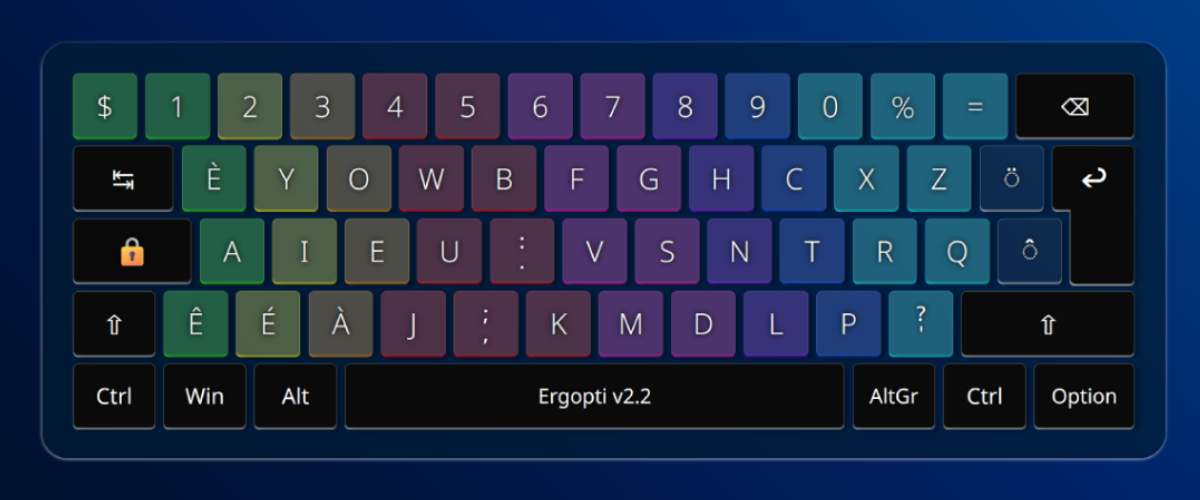 $ 1 2 3 4 5 6 7 8 9 0 % = ⌫
↹ È Y O W B F G H C X Z ◌̈ ↩
🔒 A I E U : . V S N T R Q ◌̂
⇧ Ê É À J ; , K M D L P ? ' ⇧
Ctrl Win Alt Ergopti v2.2 AltGr Ctrl Option